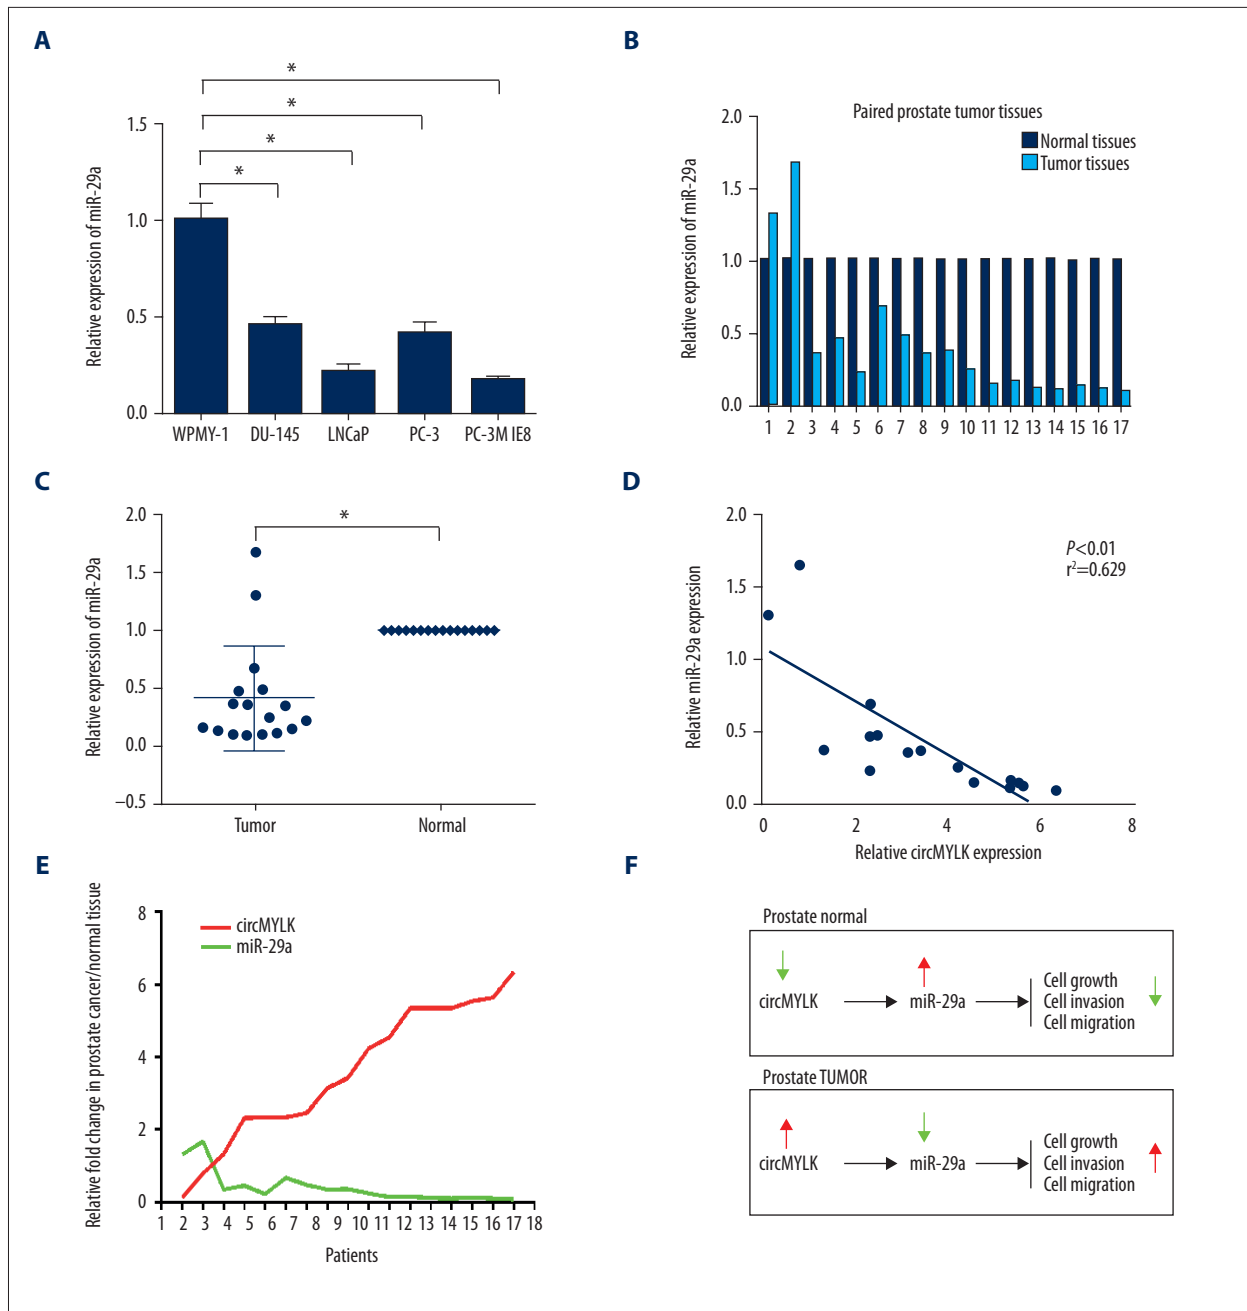 A
Relative expression of miR-29a
1.5
1.0
0.5
0.0
*
*
*
*
WPMY-1 DU-145 LNCaP PC-3 PC-3M IE8
B
Relative expression of miR-29a
2.0
1.5
1.0
0.5
0.0
Paired prostate tumor tissues
Normal tissues
Tumor tissues
1 2 3 4 5 6 7 8 9 10 11 12 13 14 15 16 17
C
Relative expression of miR-29a
2.0
1.5
1.0
0.5
0.0
–0.5
*
Tumor Normal
D
Relative miR-29a expression
2.0
1.5
1.0
0.5
0.0
P<0.01
r²=0.629
0 2 4 6 8
Relative circMYLK expression
E
Relative fold change in prostate cancer/normal tissue
8
6
4
2
0
circMYLK
miR-29a
1 2 3 4 5 6 7 8 9 10 11 12 13 14 15 16 17 18
Patients
F
Prostate normal
circMYLK miR-29a
Cell growth
Cell invasion
Cell migration
Prostate TUMOR
circMYLK miR-29a
Cell growth
Cell invasion
Cell migration